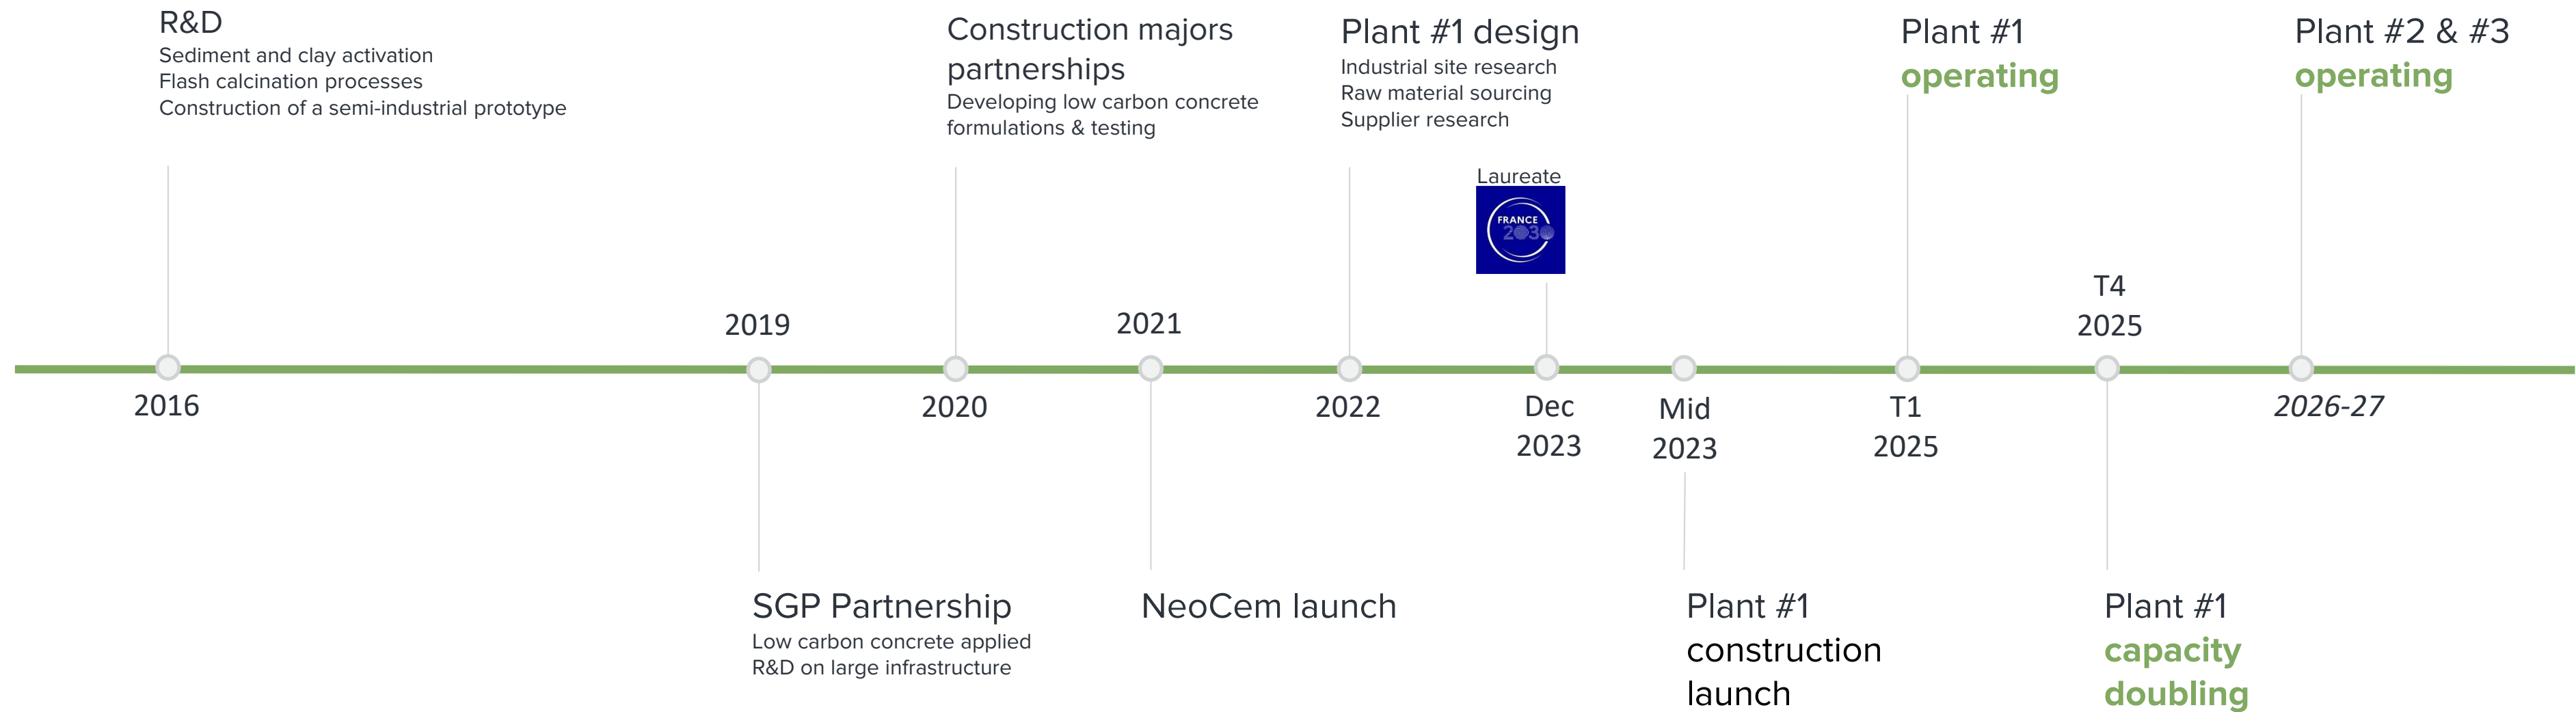 R&D
Sediment and clay activation
Flash calcination processes
Construction of a semi-industrial prototype
2016
2019
SGP Partnership
Low carbon concrete applied
R&D on large infrastructure
Construction majors
partnerships
Developing low carbon concrete
formulations & testing
2020
2021
NeoCem launch
Plant #1 design
Industrial site research
Raw material sourcing
Supplier research
2022
Laureate
FRANCE
2030
Dec
2023
Mid
2023
Plant #1
construction
launch
Plant #1
operating
T1
2025
T4
2025
Plant #1
capacity
doubling
Plant #2 & #3
operating
2026-27